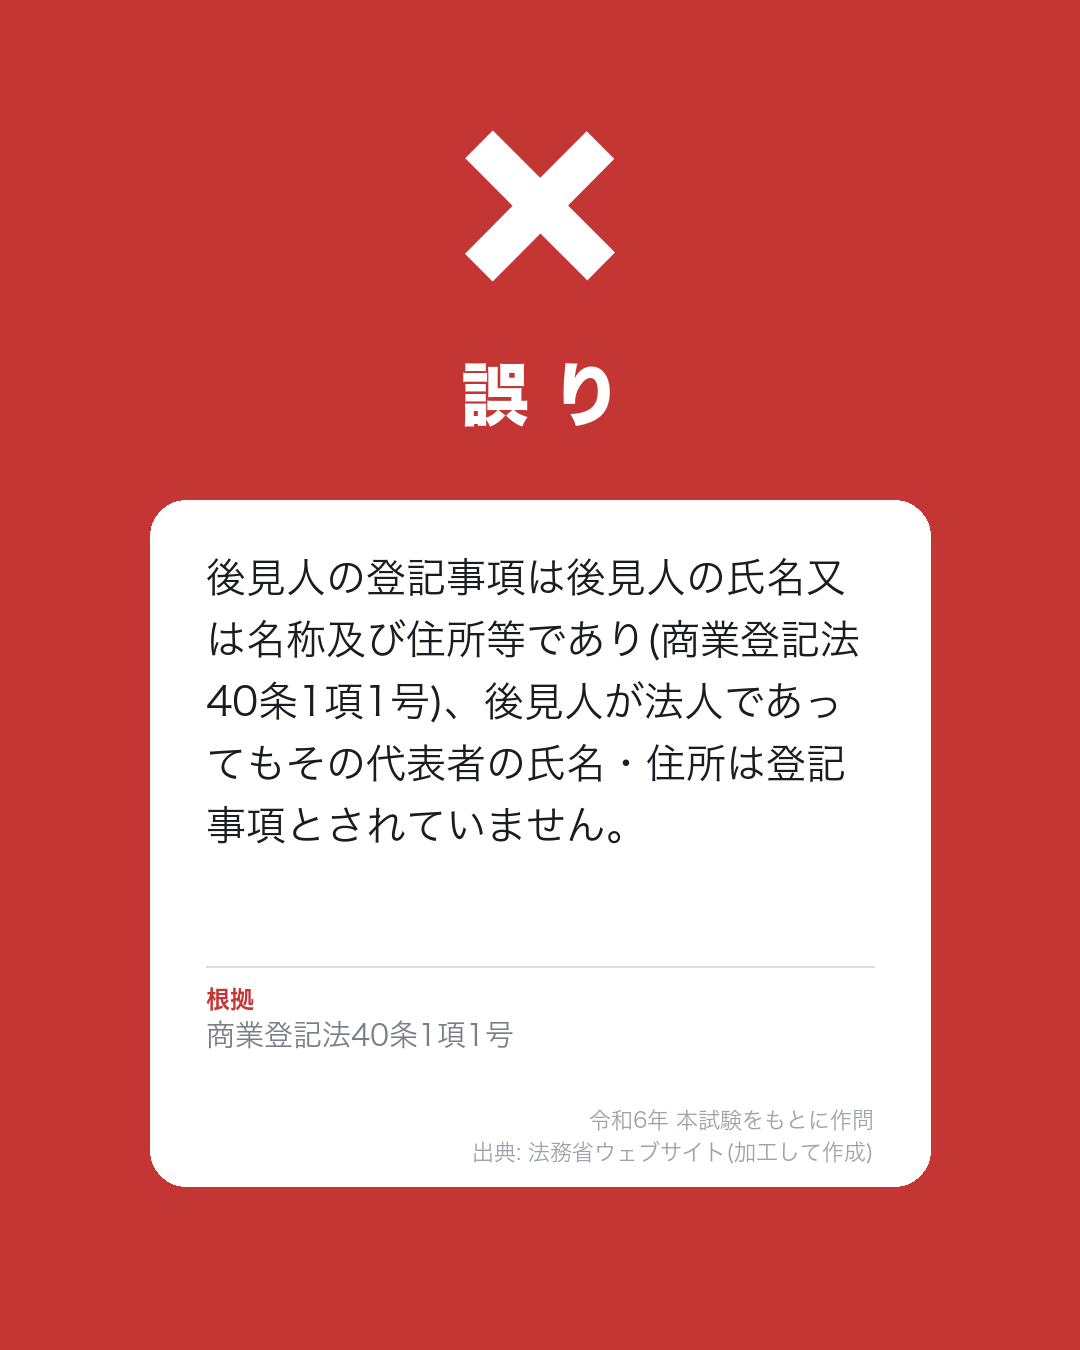 誤り
後見人の登記事項は後見人の氏名又
は名称及び住所等であり(商業登記法
40条1項1号)、後見人が法人であっ
てもその代表者の氏名・住所は登記
事項とされていません。
根拠
商業登記法40条1項1号
令和6年 本試験をもとに作問
出典: 法務省ウェブサイト(加工して作成)